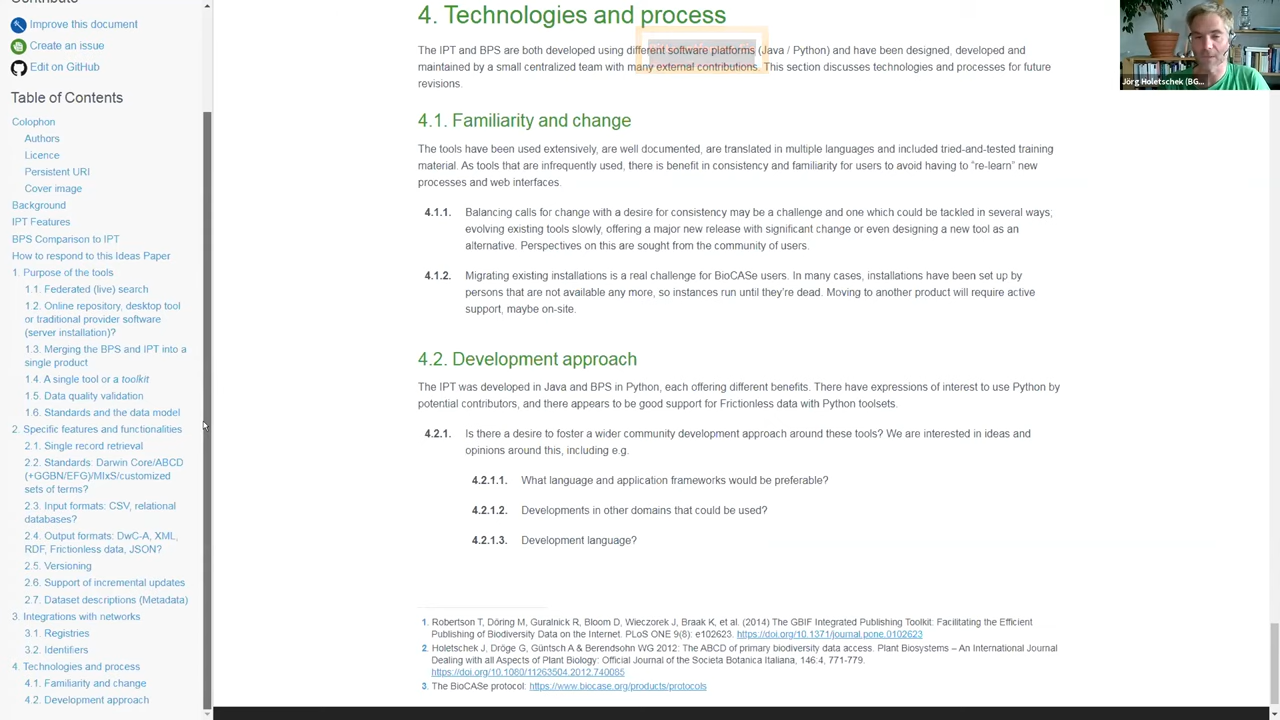 Contribute
Improve this document
Create an issue
Edit on GitHub
Table of Contents
Colophon
Authors
Licence
Persistent URI
Cover image
Background
IPT Features
BPS Comparison to IPT
How to respond to this Ideas Paper
1. Purpose of the tools
1.1. Federated (live) search
1.2. Online repository, desktop tool
or traditional provider software
(server installation)?
1.3. Merging the BPS and IPT into a
single product
1.4. A single tool or a toolkit
1.5. Data quality validation
1.6. Standards and the data model
2. Specific features and functionalities
2.1. Single record retrieval
2.2. Standards: Darwin Core/ABCD
(+GGBN/EFG)/MIxS/customized
sets of terms?
2.3. Input formats: CSV, relational
databases?
2.4. Output formats: DwC-A, XML,
RDF, Frictionless data, JSON?
2.5. Versioning
2.6. Support of incremental updates
2.7. Dataset descriptions (Metadata)
3. Integrations with networks
3.1. Registries
3.2. Identifiers
4. Technologies and process
4.1. Familiarity and change
4.2. Development approach
4. Technologies and process
The IPT and BPS are both developed using different software platforms (Java / Python) and have been designed, developed and
maintained by a small centralized team with many external contributions. This section discusses technologies and processes for future
revisions.
4.1. Familiarity and change
The tools have been used extensively, are well documented, are translated in multiple languages and included tried-and-tested training
material. As tools that are infrequently used, there is benefit in consistency and familiarity for users to avoid having to "re-learn" new
processes and web interfaces.
4.1.1. Balancing calls for change with a desire for consistency may be a challenge and one which could be tackled in several ways;
evolving existing tools slowly, offering a major new release with significant change or even designing a new tool as an
alternative. Perspectives on this are sought from the community of users.
4.1.2. Migrating existing installations is a real challenge for BioCASe users. In many cases, installations have been set up by
persons that are not available any more, so instances run until they're dead. Moving to another product will require active
support, maybe on-site.
4.2. Development approach
The IPT was developed in Java and BPS in Python, each offering different benefits. There have expressions of interest to use Python by
potential contributors, and there appears to be good support for Frictionless data with Python toolsets.
4.2.1. Is there a desire to foster a wider community development approach around these tools? We are interested in ideas and
opinions around this, including e.g.
4.2.1.1. What language and application frameworks would be preferable?
4.2.1.2. Developments in other domains that could be used?
4.2.1.3. Development language?
1. Robertson T, Döring M, Guralnick R, Bloom D, Wieczorek J, Braak K, et al. (2014) The GBIF Integrated Publishing Toolkit: Facilitating the Efficient
Publishing of Biodiversity Data on the Internet. PLoS ONE 9(8): e102623. https://doi.org/10.1371/journal.pone.0102623
2. Holetschek J, Dröge G, Güntsch A & Berendsohn WG 2012: The ABCD of primary biodiversity data access. Plant Biosystems – An International Journal
Dealing with all Aspects of Plant Biology: Official Journal of the Societa Botanica Italiana, 146:4, 771-779.
https://doi.org/10.1080/11263504.2012.740085
3. The BioCASe protocol: https://www.biocase.org/products/protocols
Jörg Holetschek (BG...